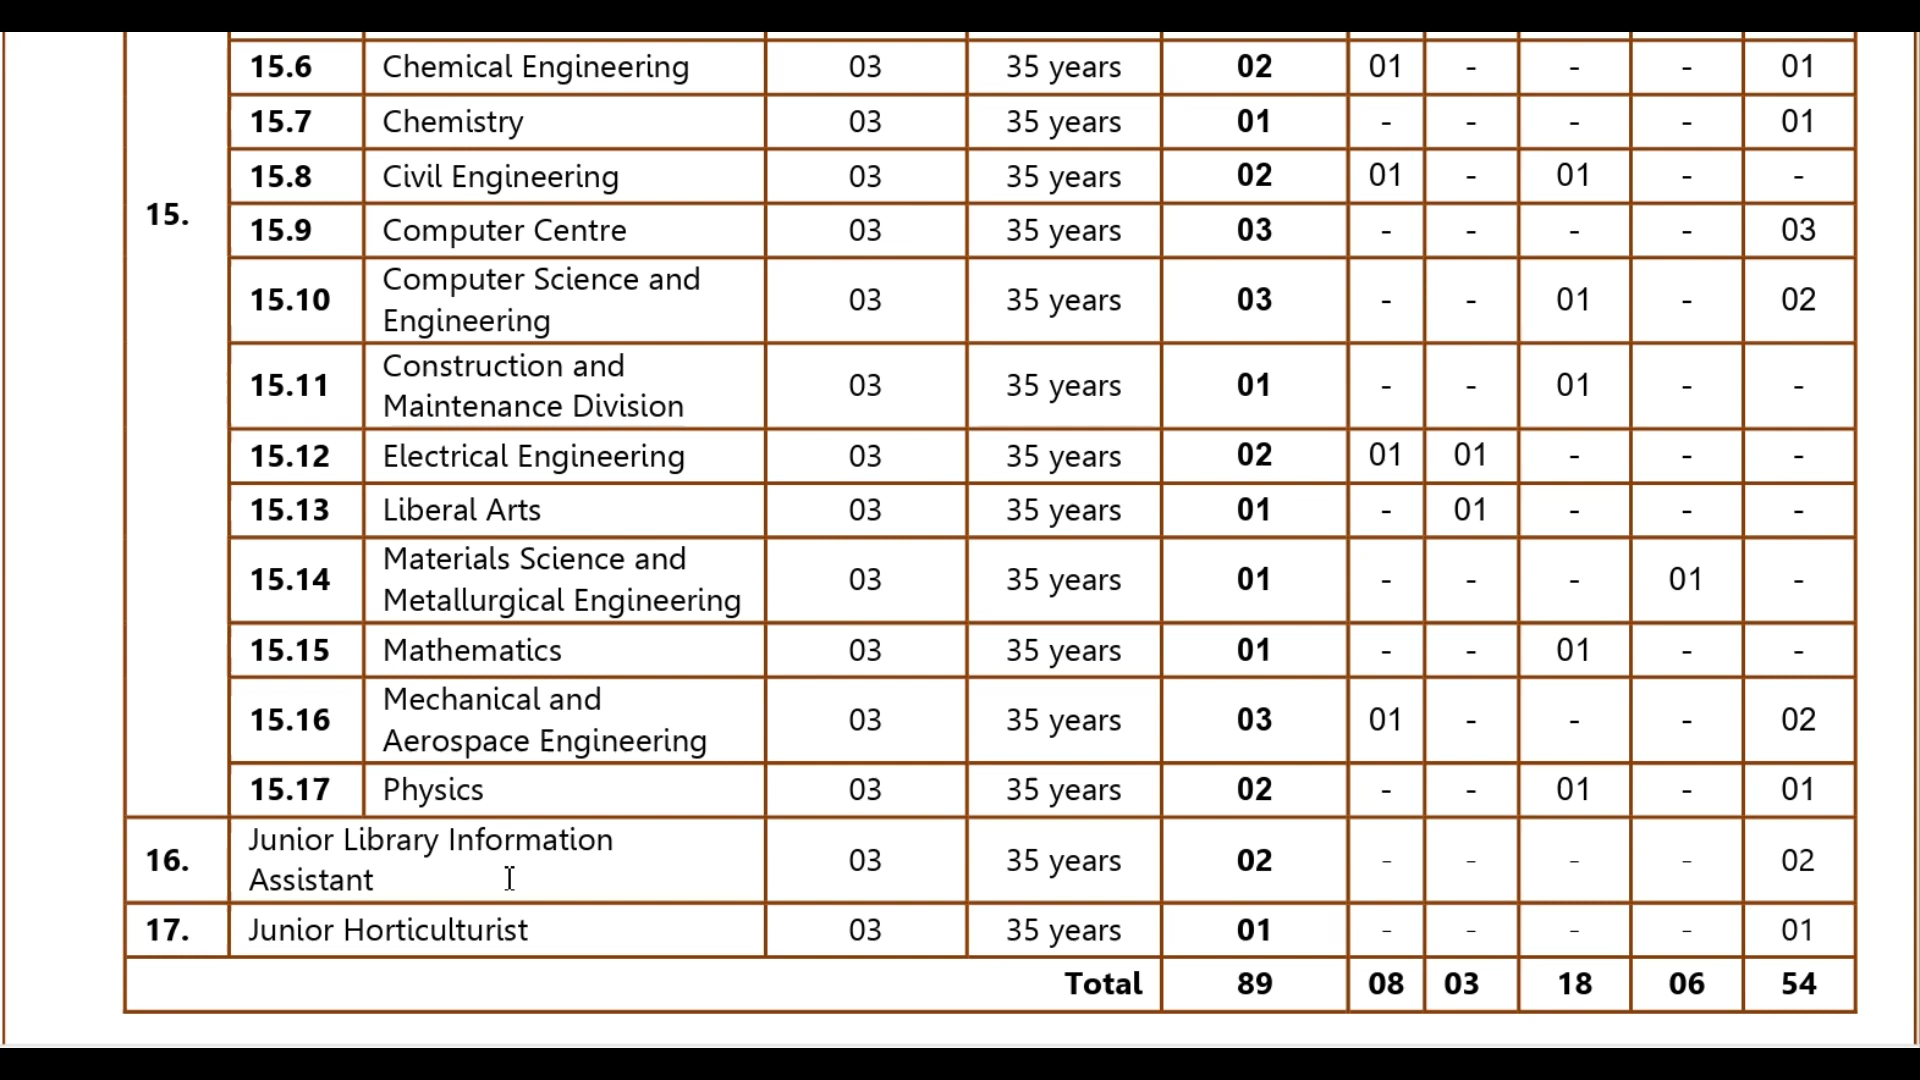 15.6 Chemical Engineering 03 35 years 02 01 - - - 01
15.7 Chemistry 03 35 years 01 - - - - 01
15.8 Civil Engineering 03 35 years 02 01 - 01 - -
15. 15.9 Computer Centre 03 35 years 03 - - - - 03
15.10 Computer Science and
Engineering 03 35 years 03 - - 01 - 02
15.11 Construction and
Maintenance Division 03 35 years 01 - - 01 - -
15.12 Electrical Engineering 03 35 years 02 01 01 - - -
15.13 Liberal Arts 03 35 years 01 - 01 - - -
15.14 Materials Science and
Metallurgical Engineering 03 35 years 01 - - - 01 -
15.15 Mathematics 03 35 years 01 - - 01 - -
15.16 Mechanical and
Aerospace Engineering 03 35 years 03 01 - - - 02
15.17 Physics 03 35 years 02 - - 01 - 01
16. Junior Library Information
Assistant 03 35 years 02 - - - - 02
17. Junior Horticulturist 03 35 years 01 - - - - 01
Total 89 08 03 18 06 54